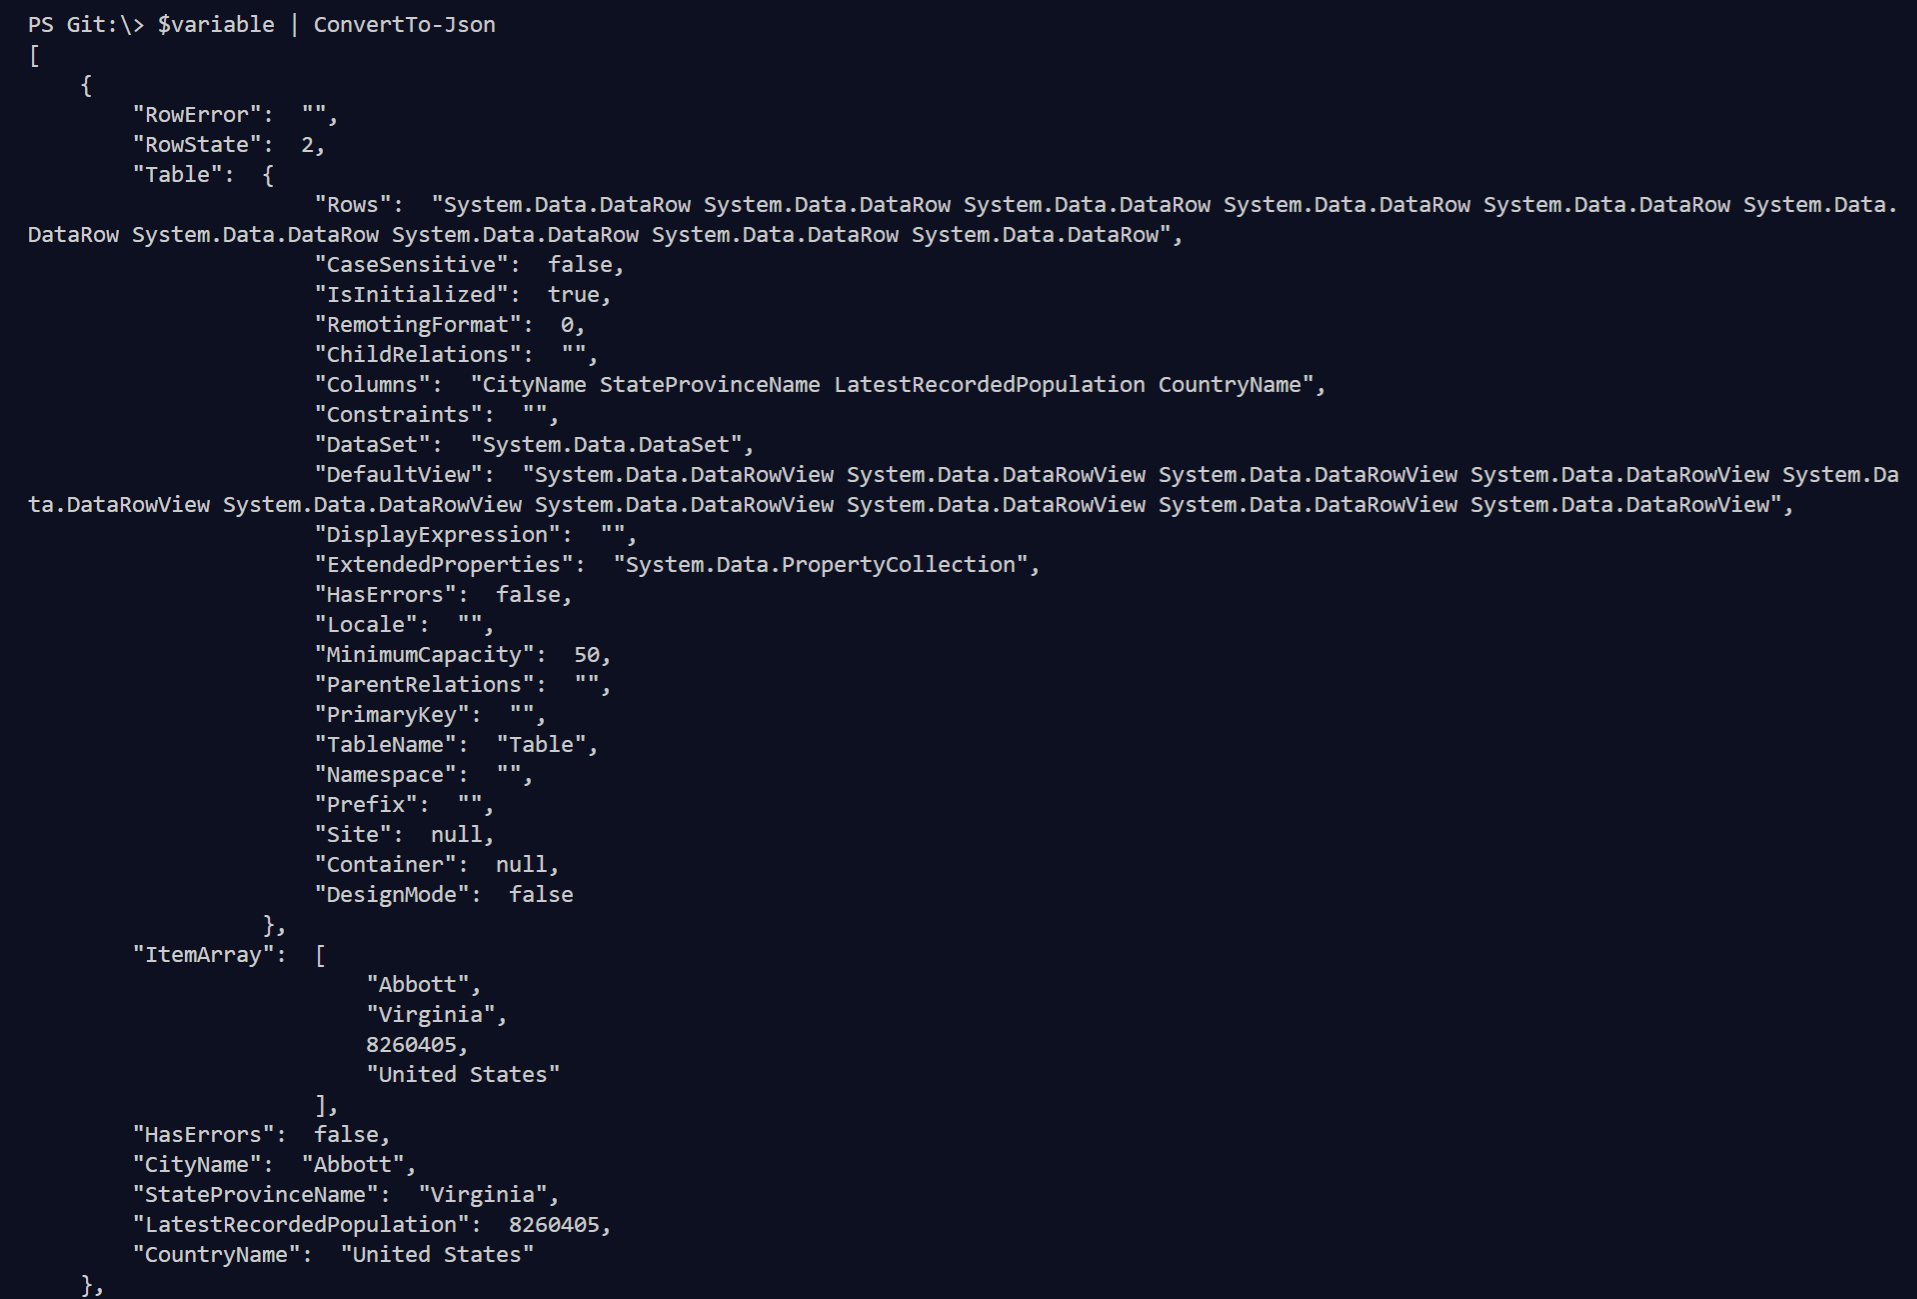 PS Git:\> $variable | ConvertTo-Json
[
    {
        "RowError":  "",
        "RowState":  2,
        "Table":  {
                      "Rows":  "System.Data.DataRow System.Data.DataRow System.Data.DataRow System.Data.DataRow System.Data.DataRow System.Data.
DataRow System.Data.DataRow System.Data.DataRow System.Data.DataRow System.Data.DataRow",
                      "CaseSensitive":  false,
                      "IsInitialized":  true,
                      "RemotingFormat":  0,
                      "ChildRelations":  "",
                      "Columns":  "CityName StateProvinceName LatestRecordedPopulation CountryName",
                      "Constraints":  "",
                      "DataSet":  "System.Data.DataSet",
                      "DefaultView":  "System.Data.DataRowView System.Data.DataRowView System.Data.DataRowView System.Data.DataRowView System.Da
ta.DataRowView System.Data.DataRowView System.Data.DataRowView System.Data.DataRowView System.Data.DataRowView System.Data.DataRowView",
                      "DisplayExpression":  "",
                      "ExtendedProperties":  "System.Data.PropertyCollection",
                      "HasErrors":  false,
                      "Locale":  "",
                      "MinimumCapacity":  50,
                      "ParentRelations":  "",
                      "PrimaryKey":  "",
                      "TableName":  "Table",
                      "Namespace":  "",
                      "Prefix":  "",
                      "Site":  null,
                      "Container":  null,
                      "DesignMode":  false
                  },
        "ItemArray":  [
                          "Abbott",
                          "Virginia",
                          8260405,
                          "United States"
                      ],
        "HasErrors":  false,
        "CityName":  "Abbott",
        "StateProvinceName":  "Virginia",
        "LatestRecordedPopulation":  8260405,
        "CountryName":  "United States"
    },